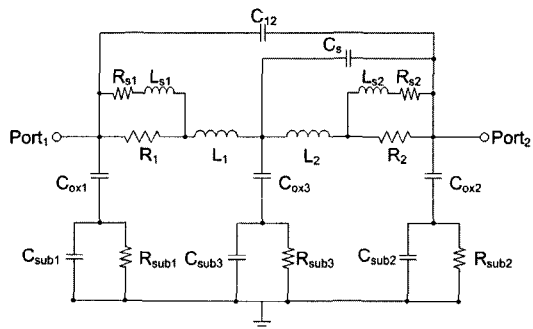 C12
Cs
Rs1 Ls1 Ls2 Rs2
Port1 R1 L1 L2 R2 Port2
Cox1 Cox3 Cox2
Csub1 Rsub1 Csub3 Rsub3 Csub2 Rsub2